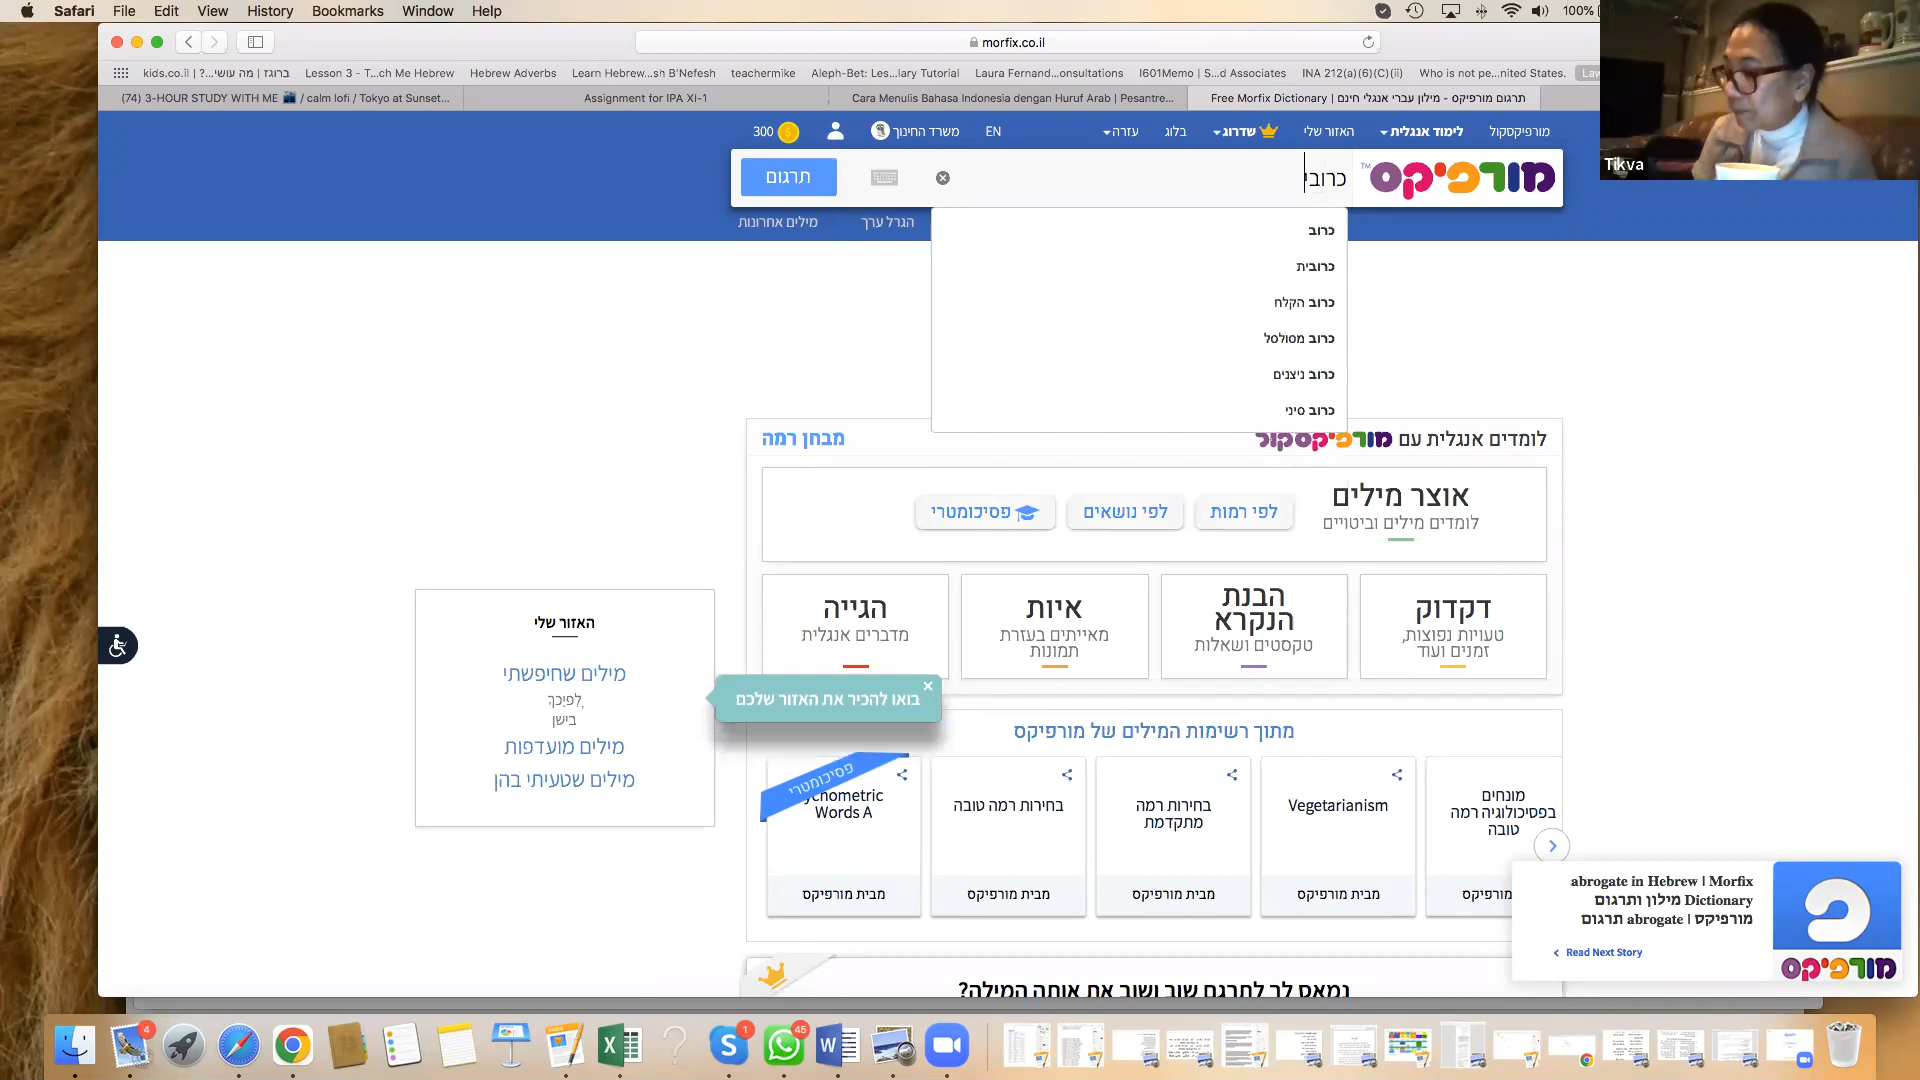 Safari File Edit View History Bookmarks Window Help 100%
morfix.co.il
ברוגז | מה עושי...? | kids.co.il Lesson 3 - T...ch Me Hebrew Hebrew Adverbs Learn Hebrew...sh B'Nefesh teachermike Aleph-Bet: Les...lary Tutorial Laura Fernand...onsultations I601Memo | S...d Associates INA 212(a)(6)(C)(ii) Who is not pe...nited States.
(74) 3-HOUR STUDY WITH ME 🌃 / calm lofi / Tokyo at Sunset... Assignment for IPA XI-1 Cara Menulis Bahasa Indonesia dengan Huruf Arab | Pesantre... תרגום מורפיקס - מילון עברי אנגלי חינם | Free Morfix Dictionary
מורפיקסקול לימוד אנגלית האזור שלי שדרוג עזרה בלוג EN משרד החינוך 300
Tikva
מורפיקס™ כרובי תרגום
הגרל ערך מילים אחרונות
כרוב
כרובית
כרוב הקלח
כרוב מסולסל
כרוב ניצנים
כרוב סיני
לומדים אנגלית עם מורפיקסקול מבחן רמה
אוצר מילים
לומדים מילים וביטויים
לפי רמות לפי נושאים פסיכומטרי
דקדוק
טעויות נפוצות,
זמנים ועוד
הבנת
הנקרא
טקסטים ושאלות
איות
מאייתים בעזרת
תמונות
הגייה
מדברים אנגלית
האזור שלי
מילים שחיפשתי
לְפִיכָךְ,
בישן
מילים מועדפות
מילים שטעיתי בהן
בואו להכיר את האזור שלכם
מתוך רשימות המילים של מורפיקס
מונחים
בפסיכולוגיה רמה
טובה
Vegetarianism
בחירות רמה
מתקדמת
בחירות רמה טובה
פסיכומטרי
ychometric
Words A
מבית מורפיקס
מבית מורפיקס
מבית מורפיקס
מבית מורפיקס
מורפיקס
abrogate in Hebrew | Morfix
Dictionary מילון ותרגום
מורפיקס | abrogate תרגום
Read Next Story
מורפיקס
נמאס לך לתרגם שוב ושוב את אותה המילה?
4
1
45